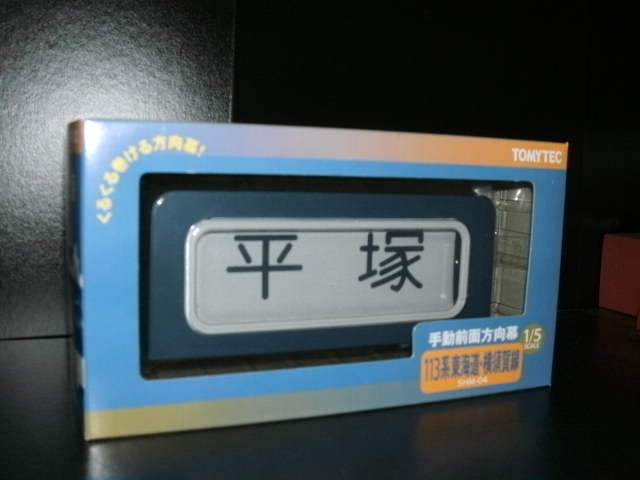 くるくる巻ける方向幕!
TOMYTEC
平 塚
手動前面方向幕
1/5
SCALE
113系東海道・横須賀線
SHM-04